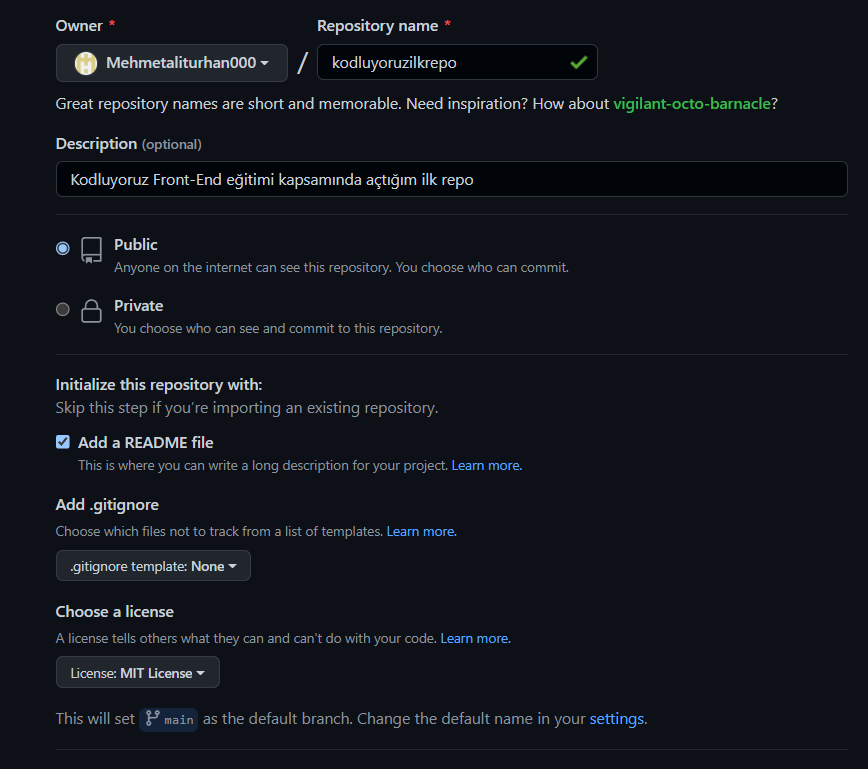 Owner * Repository name *
Mehmetaliturhan000 / kodluyoruzilkrepo
Great repository names are short and memorable. Need inspiration? How about vigilant-octo-barnacle?
Description (optional)
Kodluyoruz Front-End eğitimi kapsamında açtığım ilk repo
Public
Anyone on the internet can see this repository. You choose who can commit.
Private
You choose who can see and commit to this repository.
Initialize this repository with:
Skip this step if you're importing an existing repository.
Add a README file
This is where you can write a long description for your project. Learn more.
Add .gitignore
Choose which files not to track from a list of templates. Learn more.
.gitignore template: None
Choose a license
A license tells others what they can and can't do with your code. Learn more.
License: MIT License
This will set main as the default branch. Change the default name in your settings.